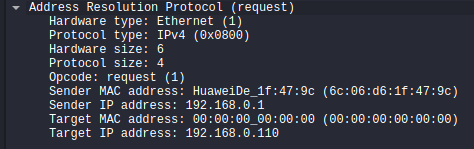 Address Resolution Protocol (request)
Hardware type: Ethernet (1)
Protocol type: IPv4 (0x0800)
Hardware size: 6
Protocol size: 4
Opcode: request (1)
Sender MAC address: HuaweiDe_1f:47:9c (6c:06:d6:1f:47:9c)
Sender IP address: 192.168.0.1
Target MAC address: 00:00:00_00:00:00 (00:00:00:00:00:00)
Target IP address: 192.168.0.110